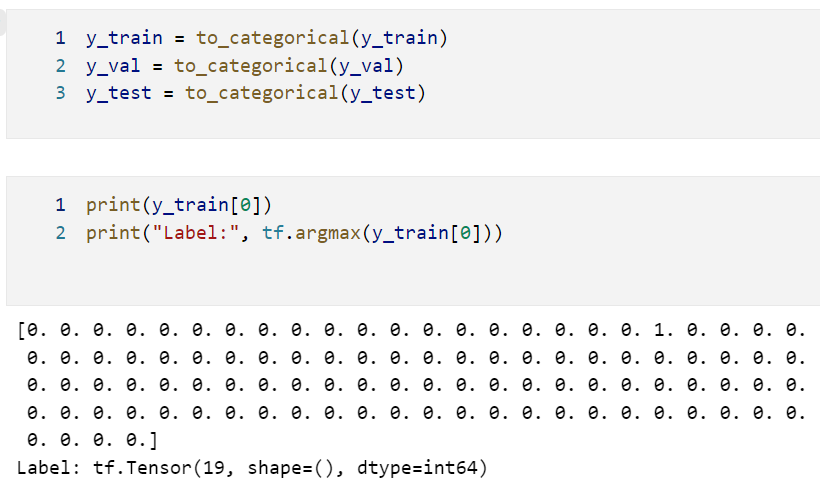 1 y_train = to_categorical(y_train)
2 y_val = to_categorical(y_val)
3 y_test = to_categorical(y_test)
1 print(y_train[0])
2 print("Label:", tf.argmax(y_train[0]))
[0. 0. 0. 0. 0. 0. 0. 0. 0. 0. 0. 0. 0. 0. 0. 0. 0. 0. 0. 1. 0. 0. 0. 0.
0. 0. 0. 0. 0. 0. 0. 0. 0. 0. 0. 0. 0. 0. 0. 0. 0. 0. 0. 0. 0. 0. 0. 0.
0. 0. 0. 0. 0. 0. 0. 0. 0. 0. 0. 0. 0. 0. 0. 0. 0. 0. 0. 0. 0. 0. 0. 0.
0. 0. 0. 0. 0. 0. 0. 0. 0. 0. 0. 0. 0. 0. 0. 0. 0. 0. 0. 0. 0. 0. 0. 0.
0. 0. 0. 0.]
Label: tf.Tensor(19, shape=(), dtype=int64)